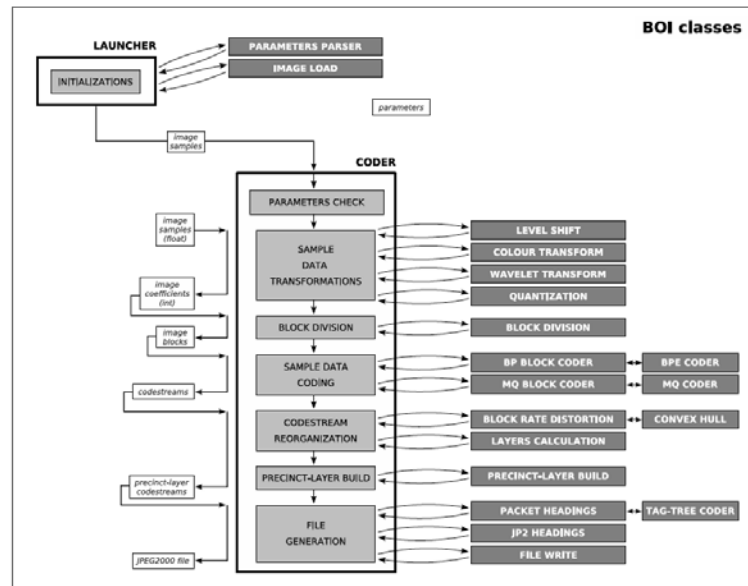 BOI classes
LAUNCHER
INITIALIZATIONS
PARAMETERS PARSER
IMAGE LOAD
parameters
image
samples
CODER
PARAMETERS CHECK
image
samples
(float)
SAMPLE
DATA
TRANSFORMATIONS
LEVEL SHIFT
COLOUR TRANSFORM
WAVELET TRANSFORM
QUANTIZATION
image
coefficients
(int)
BLOCK DIVISION
BLOCK DIVISION
image
blocks
SAMPLE DATA
CODING
BP BLOCK CODER
BPE CODER
MQ BLOCK CODER
MQ CODER
codestreams
CODESTREAM
REORGANIZATION
BLOCK RATE DISTORTION
CONVEX HULL
LAYERS CALCULATION
precinct-layer
codestreams
PRECINCT-LAYER BUILD
PRECINCT-LAYER BUILD
FILE
GENERATION
PACKET HEADINGS
TAG-TREE CODER
JP2 HEADINGS
FILE WRITE
JPEG2000 file